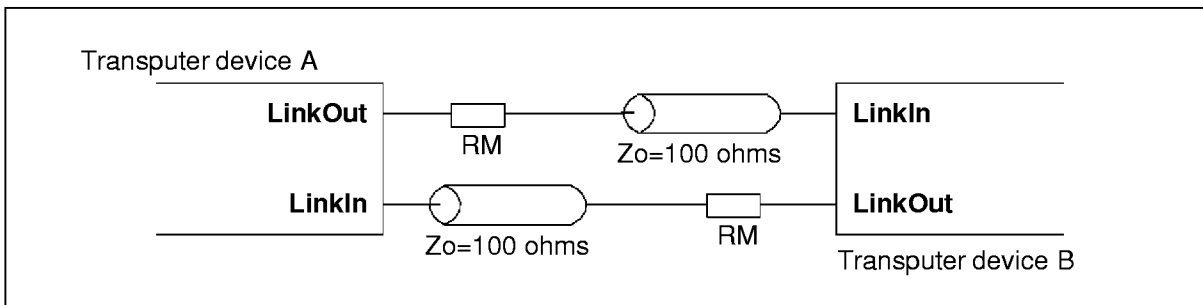 Transputer device A
LinkOut
RM
Zo=100 ohms
LinkIn
LinkIn
Zo=100 ohms
RM
LinkOut
Transputer device B